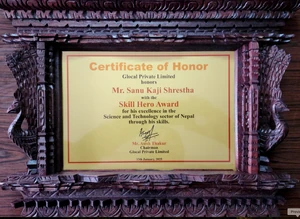 Certificate of Honor
Glocal Private Limited
honors
Mr. Sanu Kaji Shrestha
with the
Skill Hero Award
for his excellence in the
Science and Technology sector of Nepal
through his skills.
Chairman
Glocal Private Limited